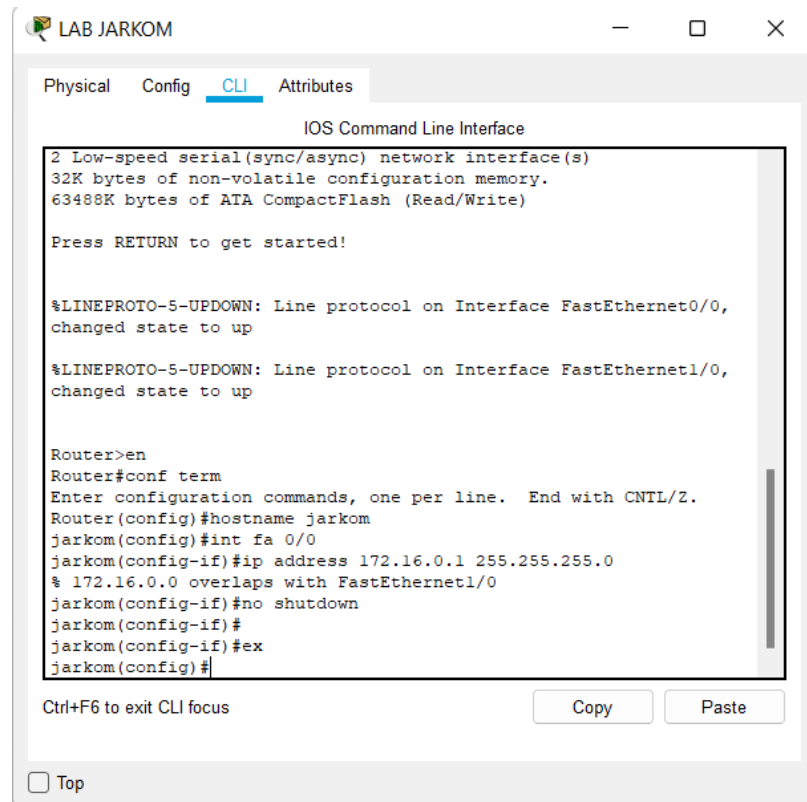 LAB JARKOM
Physical Config CLI Attributes
IOS Command Line Interface
2 Low-speed serial(sync/async) network interface(s)
32K bytes of non-volatile configuration memory.
63488K bytes of ATA CompactFlash (Read/Write)
Press RETURN to get started!
%LINEPROTO-5-UPDOWN: Line protocol on Interface FastEthernet0/0,
changed state to up
%LINEPROTO-5-UPDOWN: Line protocol on Interface FastEthernet1/0,
changed state to up
Router>en
Router#conf term
Enter configuration commands, one per line.  End with CNTL/Z.
Router(config)#hostname jarkom
jarkom(config)#int fa 0/0
jarkom(config-if)#ip address 172.16.0.1 255.255.255.0
% 172.16.0.0 overlaps with FastEthernet1/0
jarkom(config-if)#no shutdown
jarkom(config-if)#
jarkom(config-if)#ex
jarkom(config)#
Ctrl+F6 to exit CLI focus
Copy Paste
Top